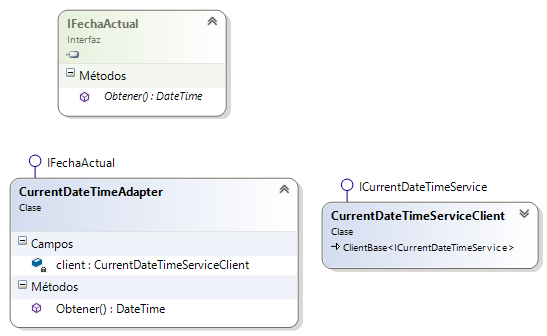 IFechaActual
Interfaz
Métodos
Obtener() : DateTime
IFechaActual
CurrentDateTimeAdapter
Clase
Campos
client : CurrentDateTimeServiceClient
Métodos
Obtener() : DateTime
ICurrentDateTimeService
CurrentDateTimeServiceClient
Clase
ClientBase<ICurrentDateTimeService>